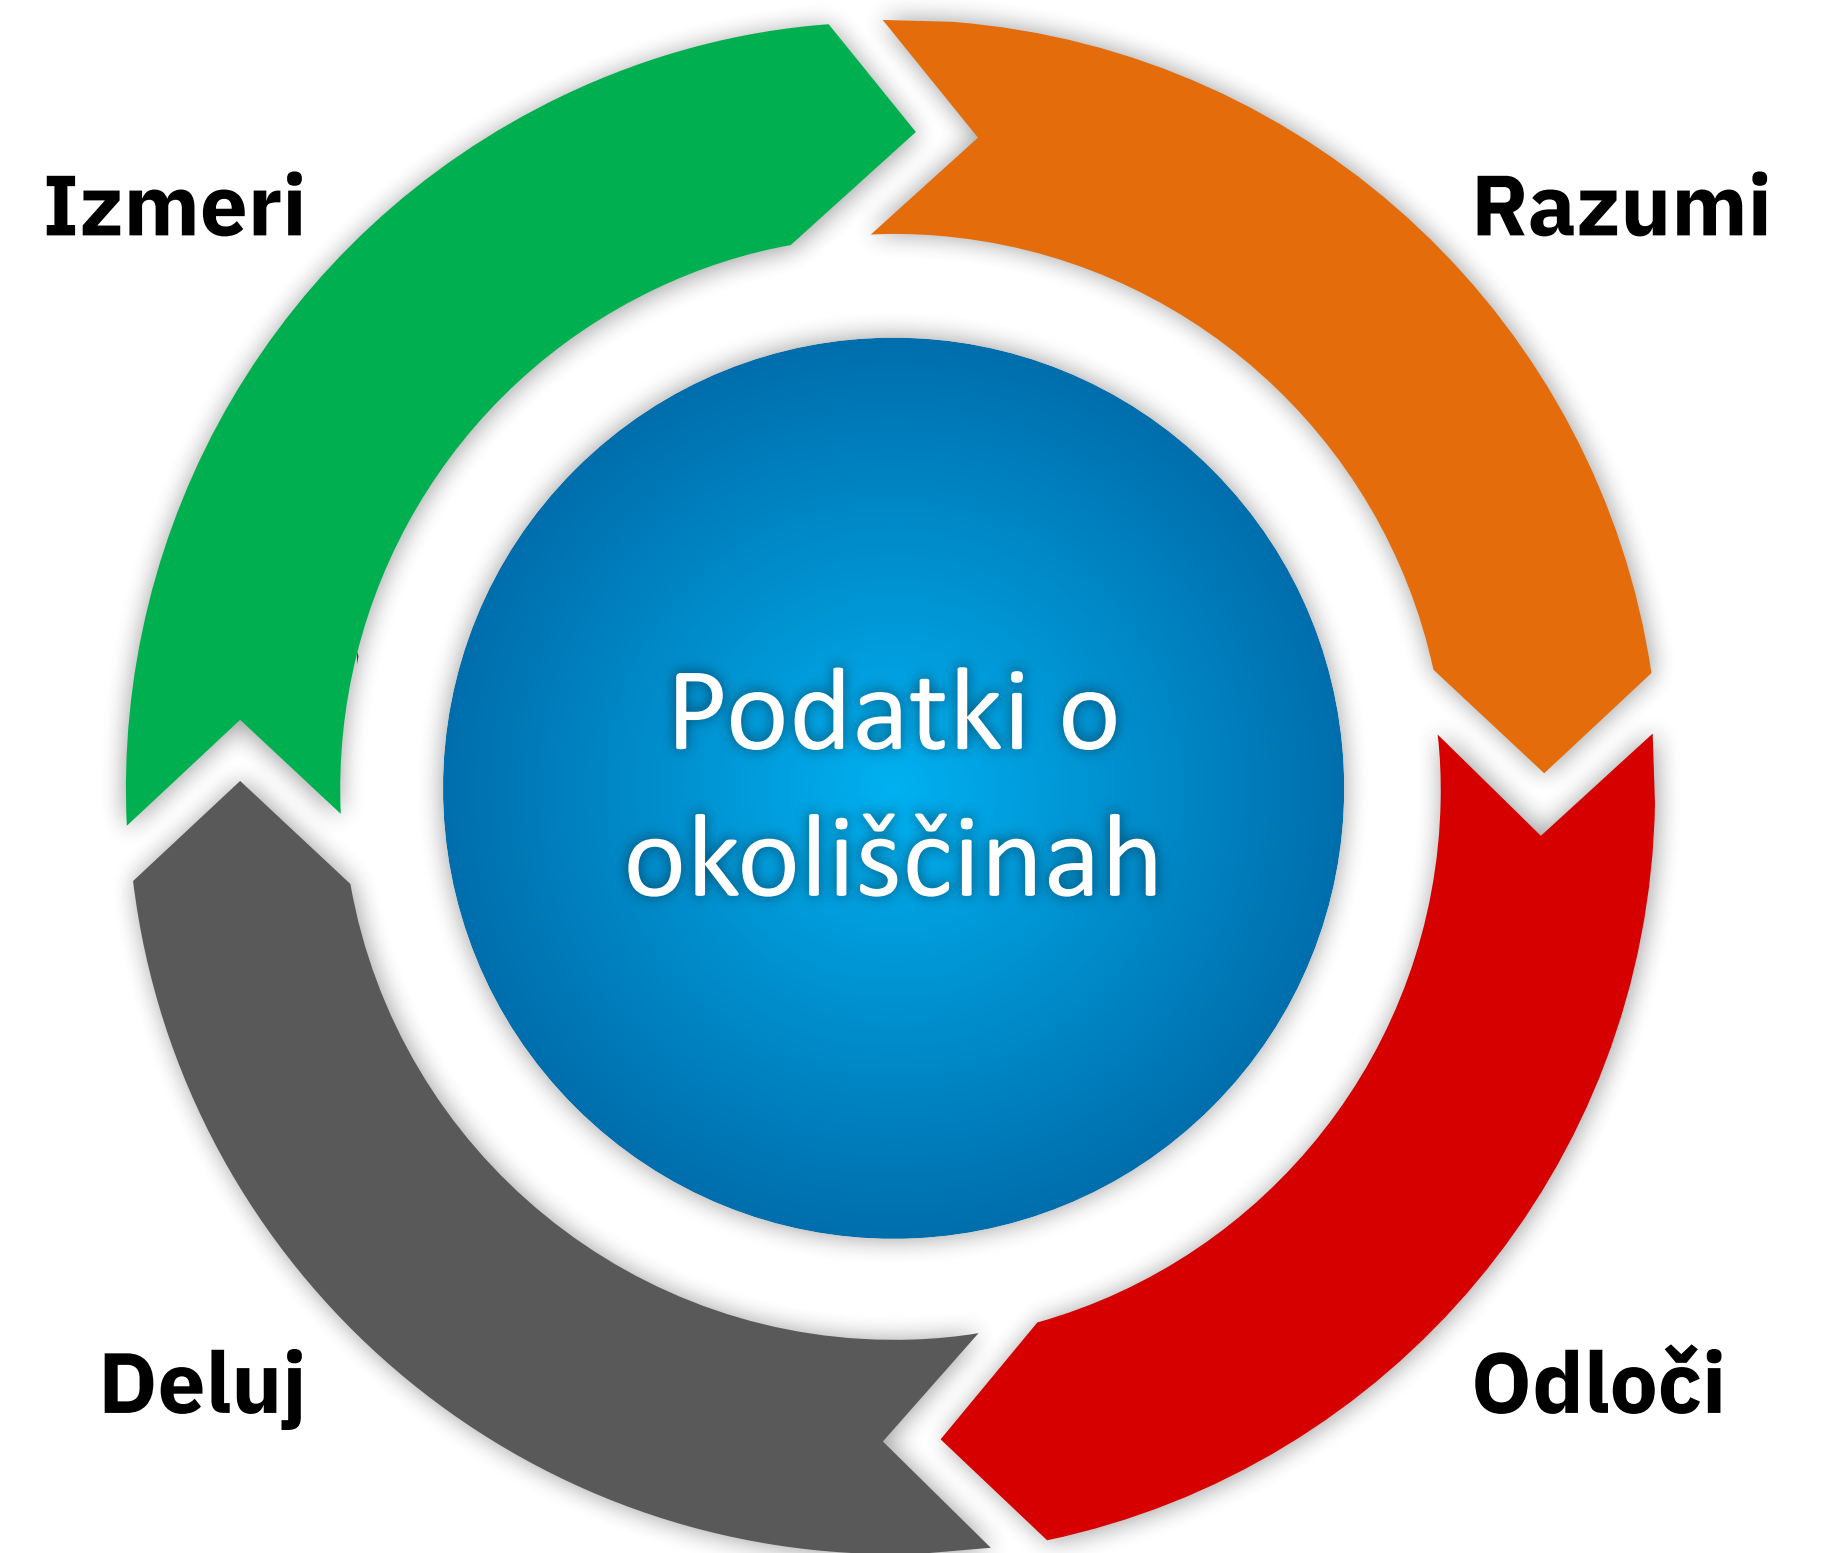 Izmeri
Razumi
Podatki o
okoliščinah
Deluj
Odloči